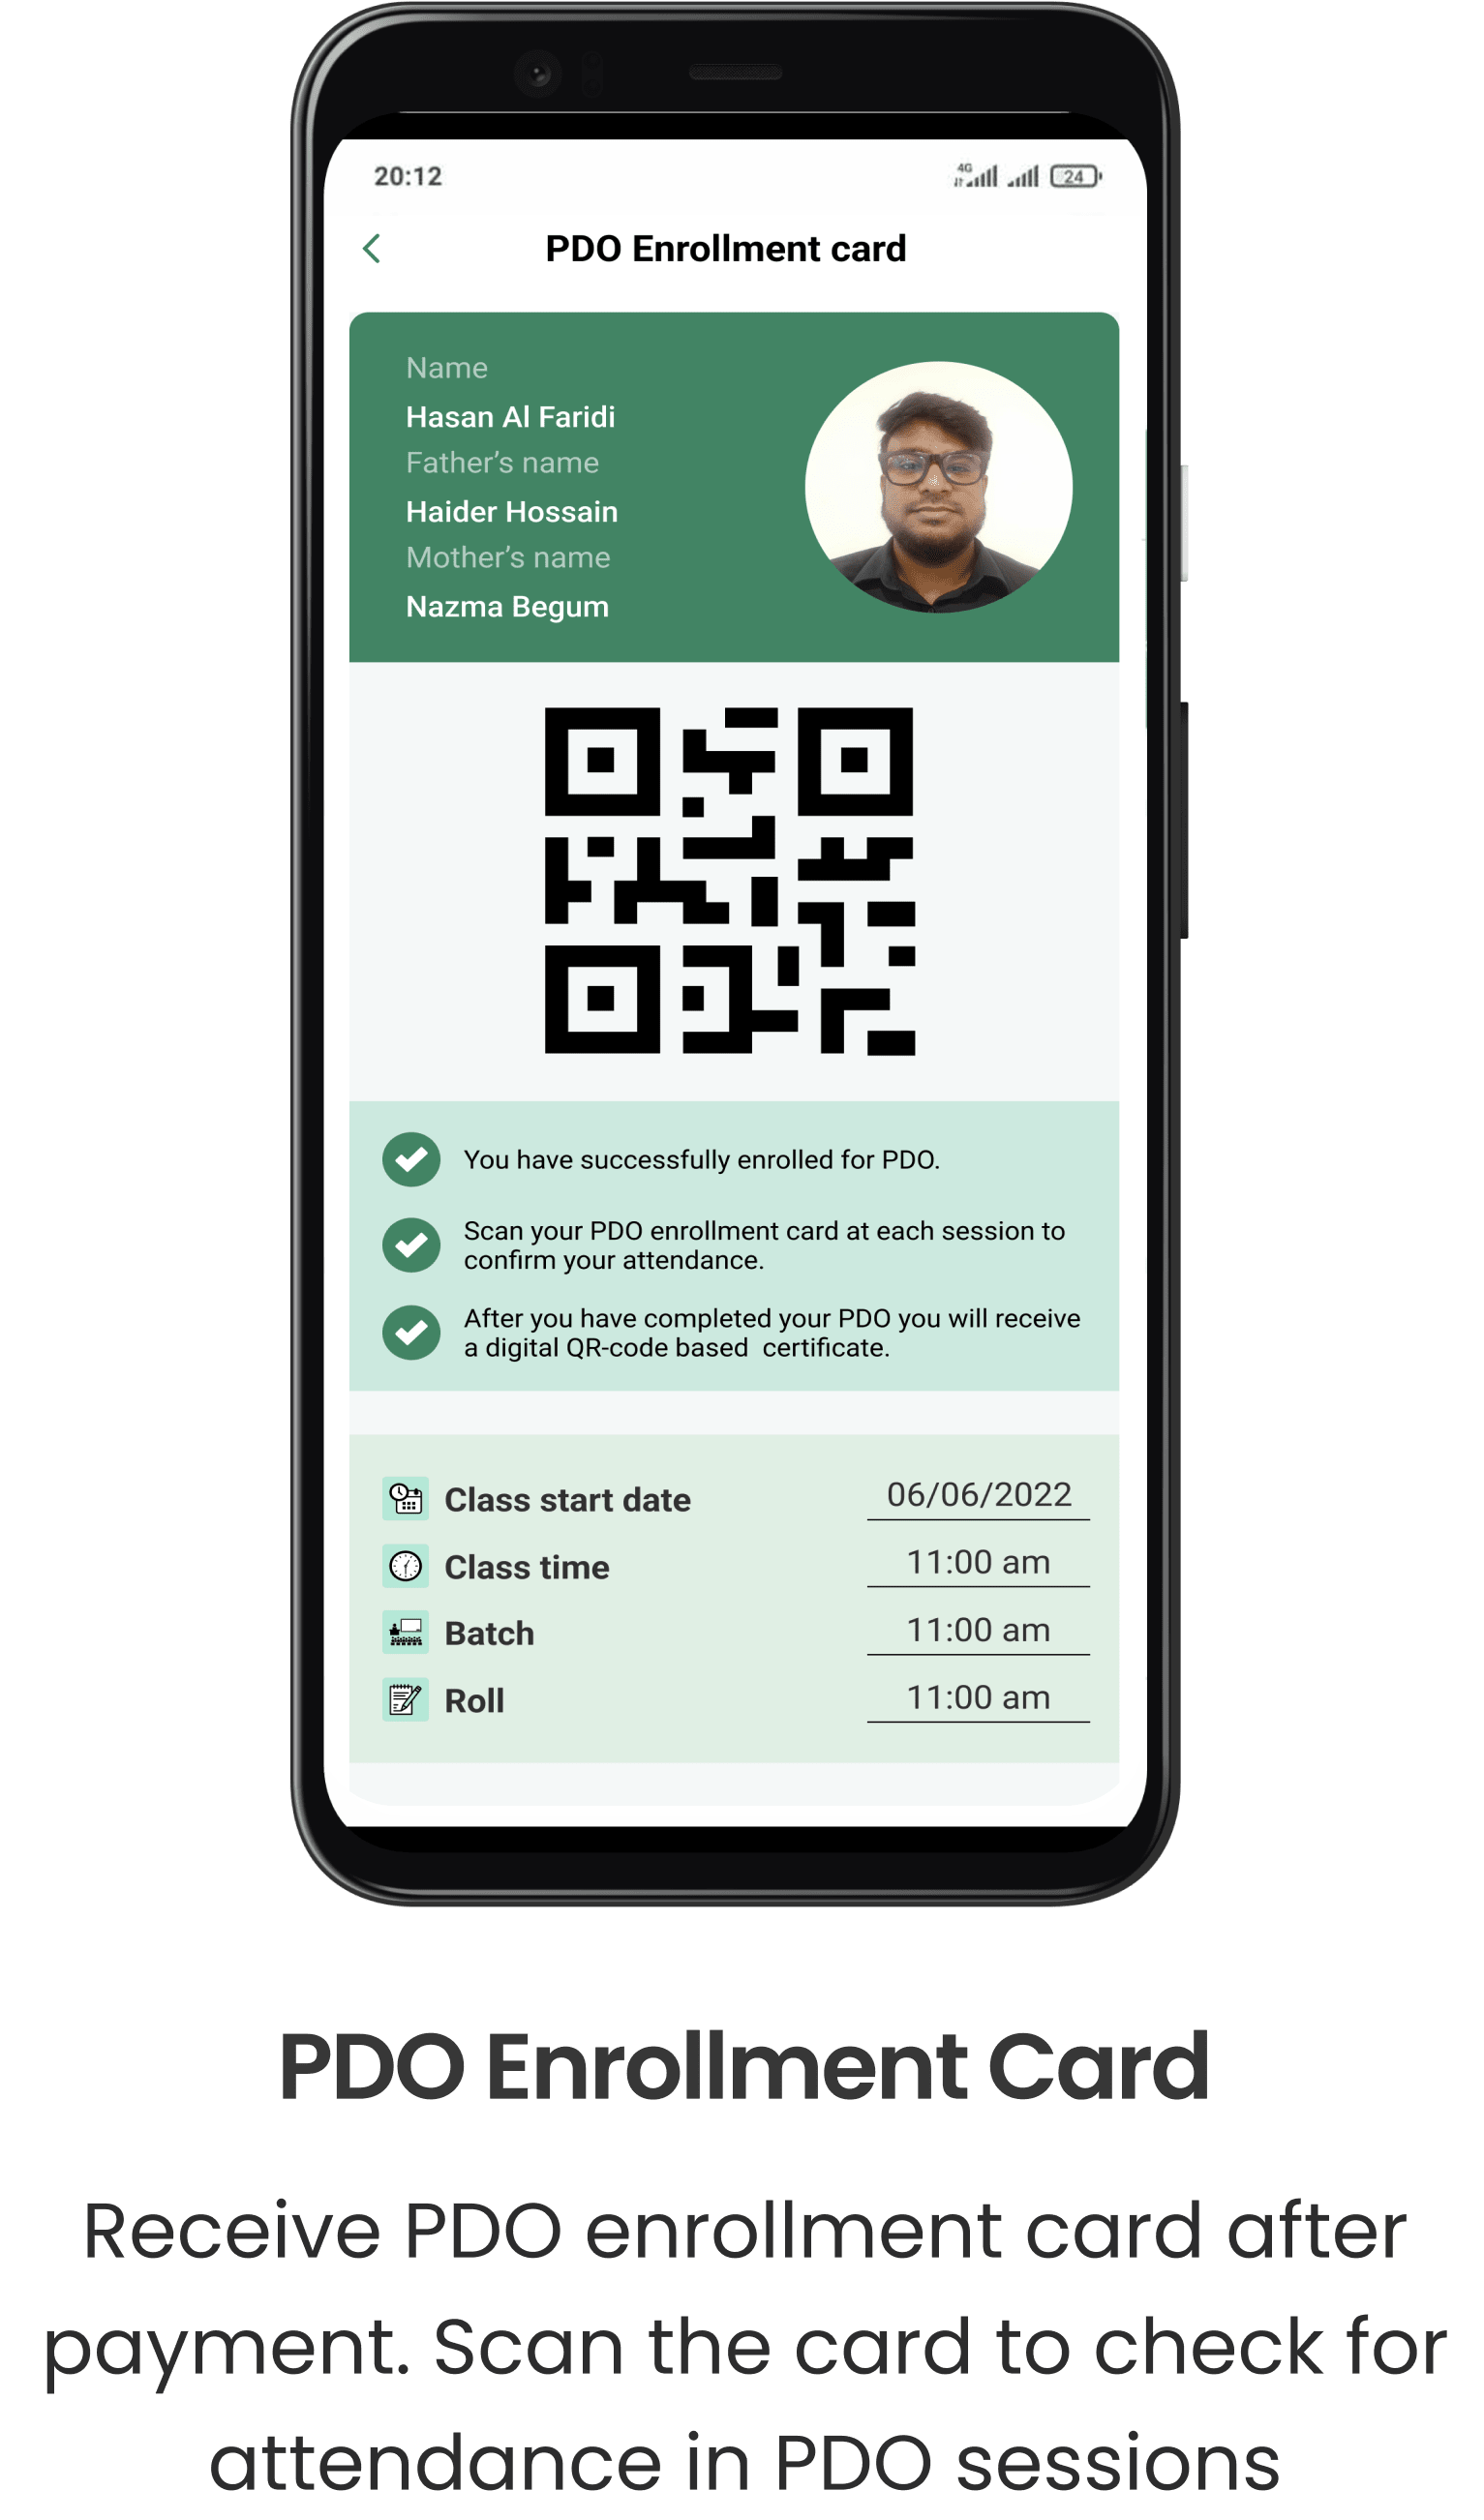 20:12
4G
24
PDO Enrollment card
Name
Hasan Al Faridi
Father’s name
Haider Hossain
Mother’s name
Nazma Begum
You have successfully enrolled for PDO.
Scan your PDO enrollment card at each session to
confirm your attendance.
After you have completed your PDO you will receive
a digital QR-code based  certificate.
Class start date 06/06/2022
Class time 11:00 am
Batch 11:00 am
Roll 11:00 am
PDO Enrollment Card
Receive PDO enrollment card after
payment. Scan the card to check for
attendance in PDO sessions